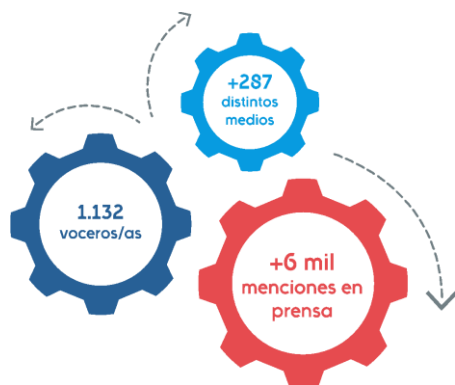 +287
distintos
medios
1.132
voceros/as
+6 mil
menciones en
prensa